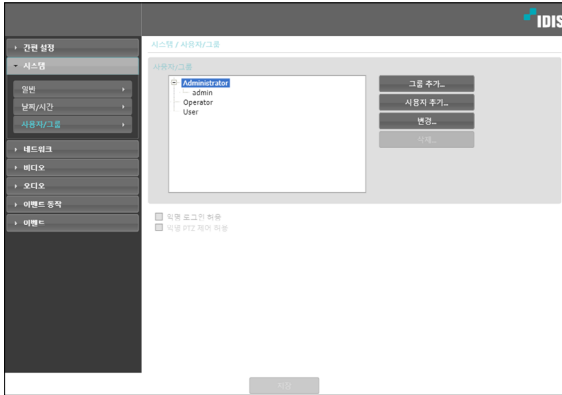 IDIS
간편 설정
시스템
일반
날짜/시간
사용자/그룹
네트워크
비디오
오디오
이벤트 동작
이벤트
시스템 / 사용자/그룹
사용자/그룹
Administrator
admin
Operator
User
그룹 추가...
사용자 추가...
변경...
삭제...
익명 로그인 허용
익명 PTZ 제어 허용
저장